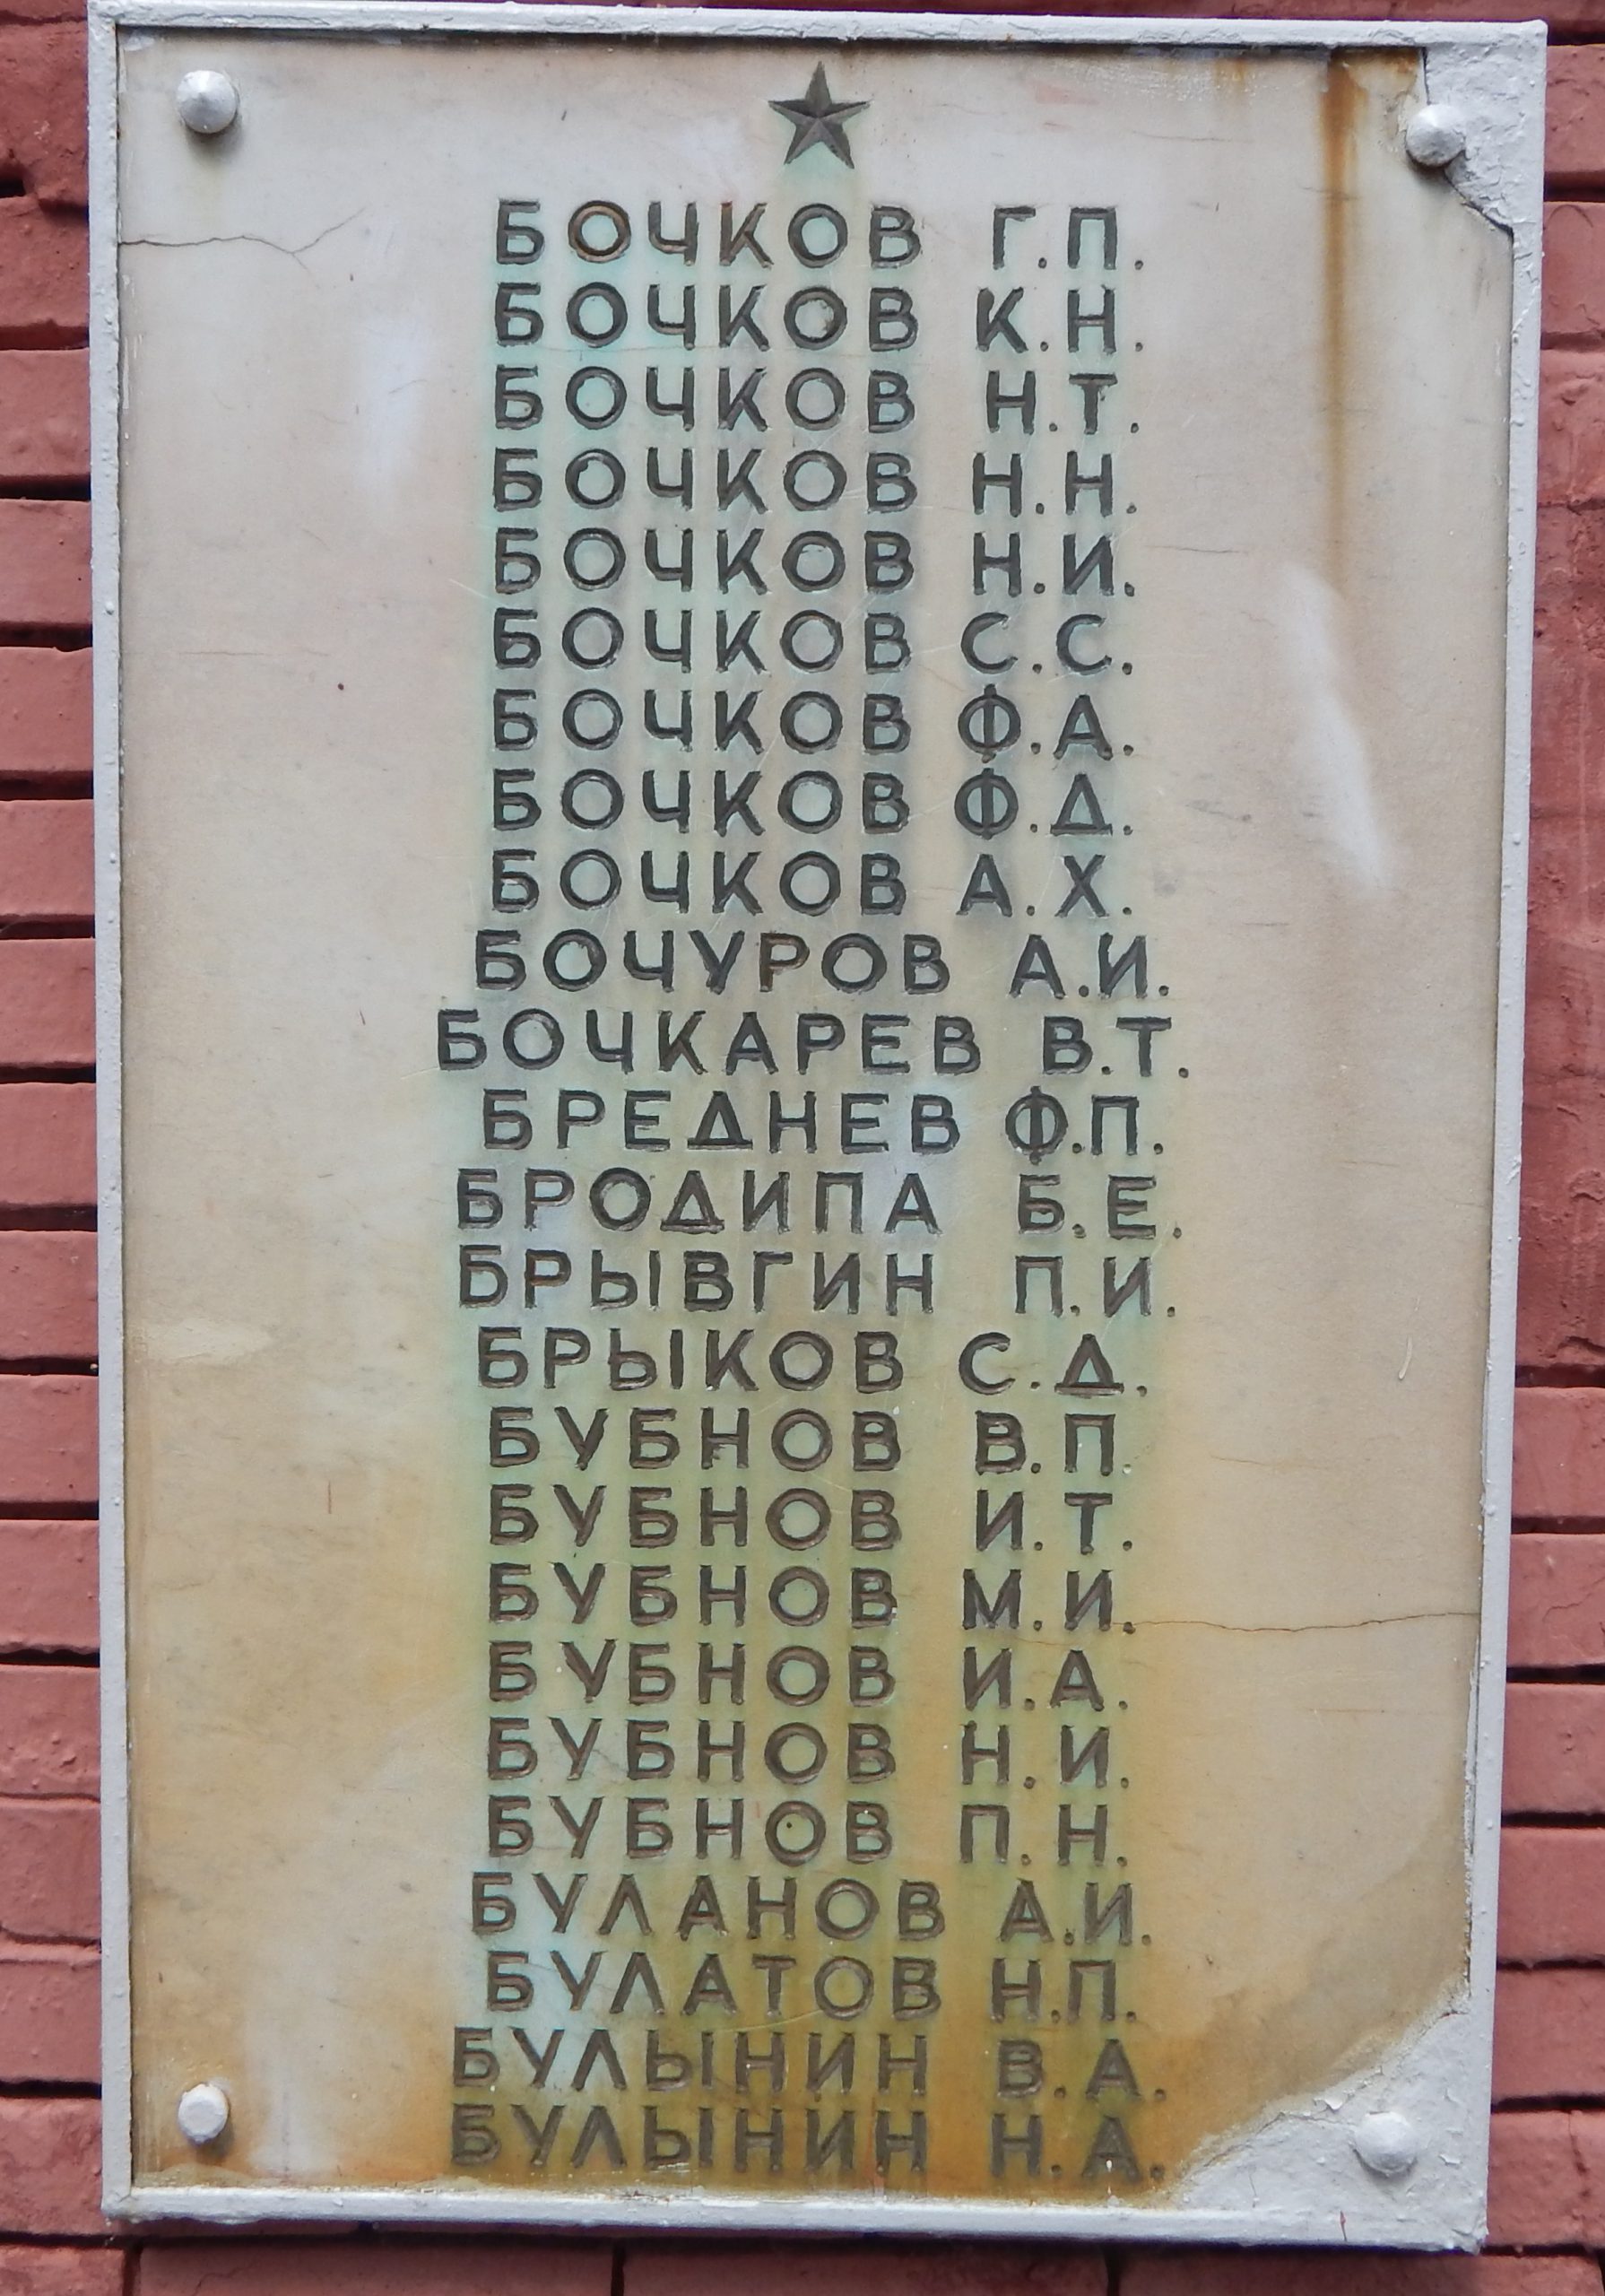 БОЧКОВ Г.П.
БОЧКОВ К.Н.
БОЧКОВ Н.Т.
БОЧКОВ Н.Н.
БОЧКОВ Н.И.
БОЧКОВ С.С.
БОЧКОВ Ф.А.
БОЧКОВ Ф.Д.
БОЧКОВ А.Х.
БОЧУРОВ А.И.
БОЧКАРЕВ В.Т.
БРЕДНЕВ Ф.П.
БРОДИПА Б.Е.
БРЫВГИН П.И.
БРЫКОВ С.Д.
БУБНОВ В.П.
БУБНОВ И.Т.
БУБНОВ М.И.
БУБНОВ И.А.
БУБНОВ Н.И.
БУБНОВ П.Н.
БУЛАНОВ А.И.
БУЛАТОВ Н.П.
БУЛЫНИН В.А.
БУЛЫНИН Н.А.